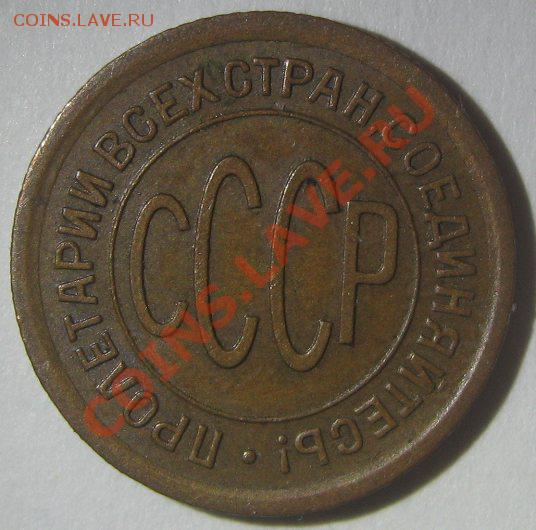 COINS.LAVE.RU
ПРОЛЕТАРИИ ВСЕХ СТРАН СОЕДИНЯЙТЕСЬ! •
СССР
COINS.LAVE.RU